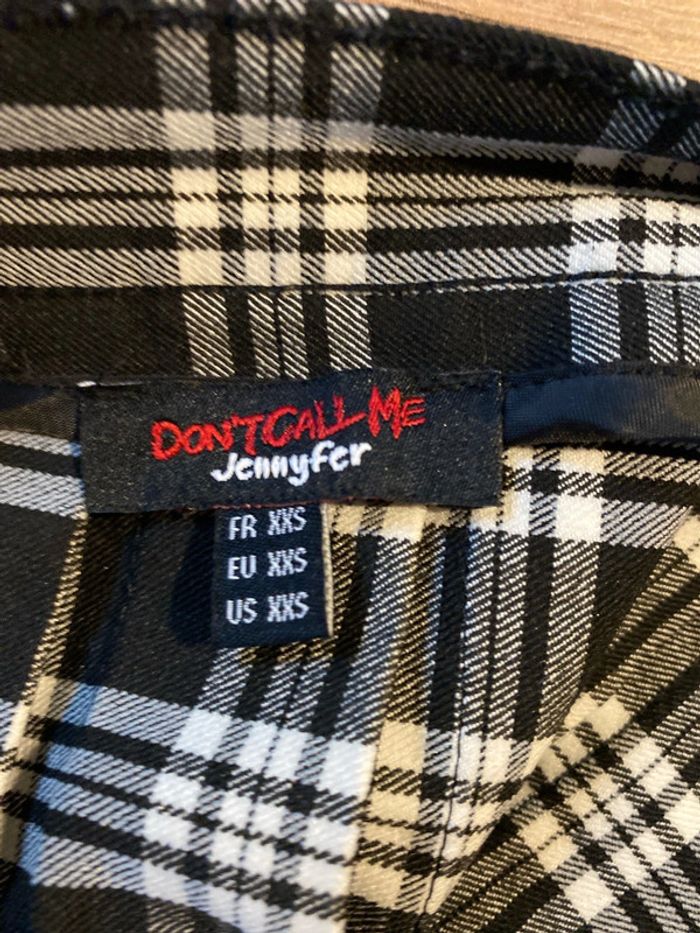 DON'T CALL ME
Jennyfer
FR XXS
EU XXS
US XXS